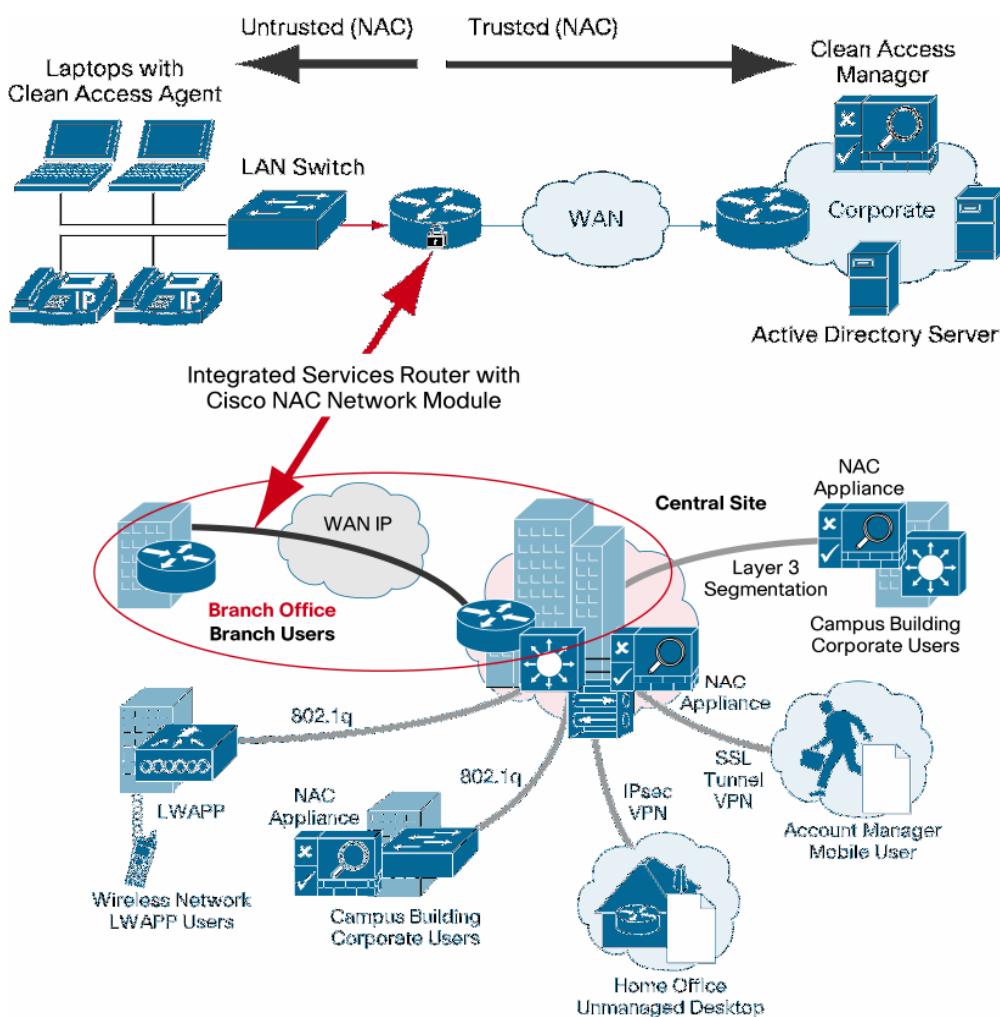 Untrusted (NAC)
Trusted (NAC)
Laptops with
Clean Access Agent
Clean Access
Manager
LAN Switch
WAN
Corporate
IP
IP
Active Directory Server
Integrated Services Router with
Cisco NAC Network Module
WAN IP
Central Site
NAC
Appliance
Layer 3
Segmentation
Branch Office
Branch Users
Campus Building
Corporate Users
NAC
Appliance
802.1q
802.1q
SSL
Tunnel
VPN
IPsec
VPN
LWAPP
NAC
Appliance
Account Manager
Mobile User
Wireless Network
LWAPP Users
Campus Building
Corporate Users
Home Office
Unmanaged Desktop